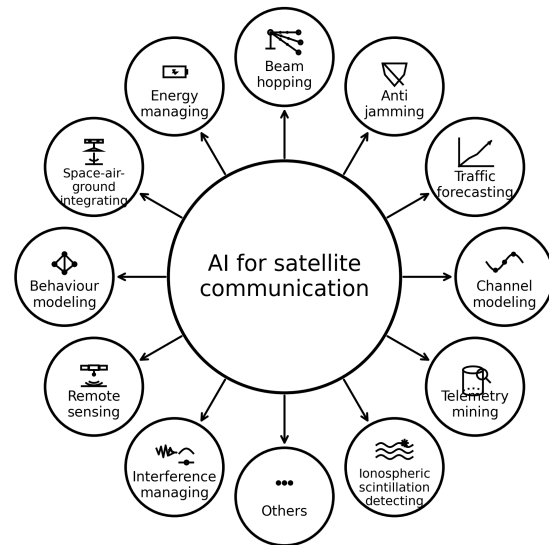 Beam
hopping
Anti
jamming
Traffic
forecasting
Channel
modeling
Telemetry
mining
Ionospheric
scintillation
detecting
Others
Interference
managing
Remote
sensing
Behaviour
modeling
Space-air-
ground
integrating
Energy
managing
AI for satellite
communication